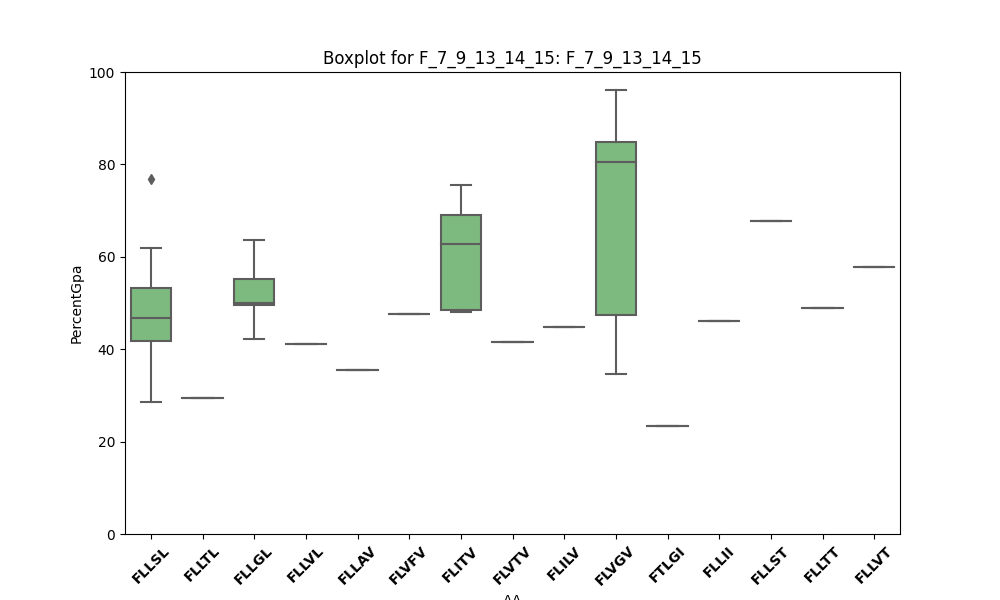 Boxplot for F_7_9_13_14_15: F_7_9_13_14_15
PercentGpa
100
80
60
40
20
0
FLLSL
FLLTL
FLLGL
FLLVL
FLLAV
FLVFV
FLITV
FLVTV
FLILV
FLVGV
FTLGI
FLLII
FLLST
FLLTT
FLLVT
AA